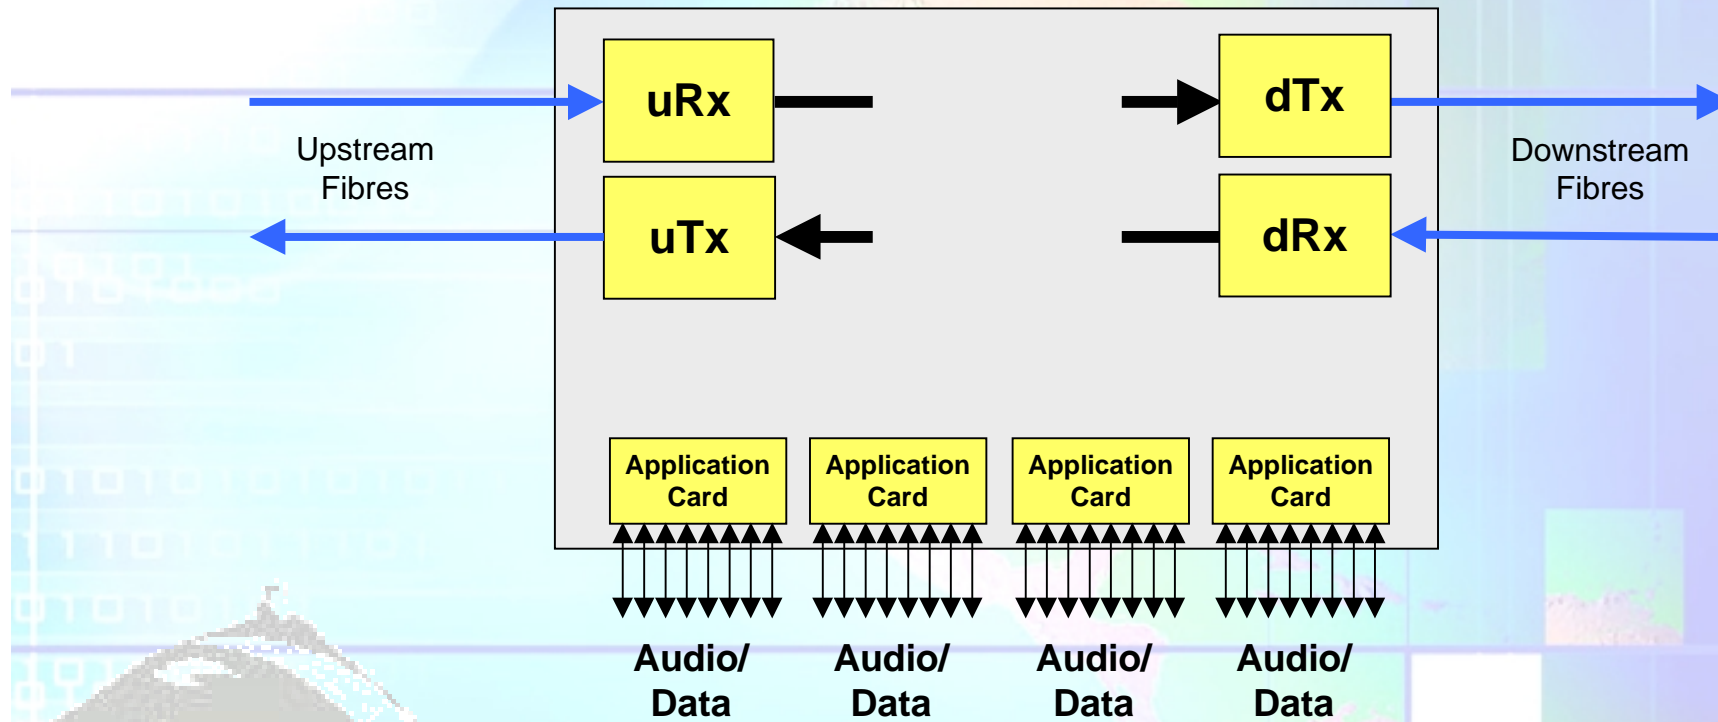 uRx
dTx
Upstream
Fibres
Downstream
Fibres
uTx
dRx
Application
Card
Application
Card
Application
Card
Application
Card
Audio/
Data
Audio/
Data
Audio/
Data
Audio/
Data